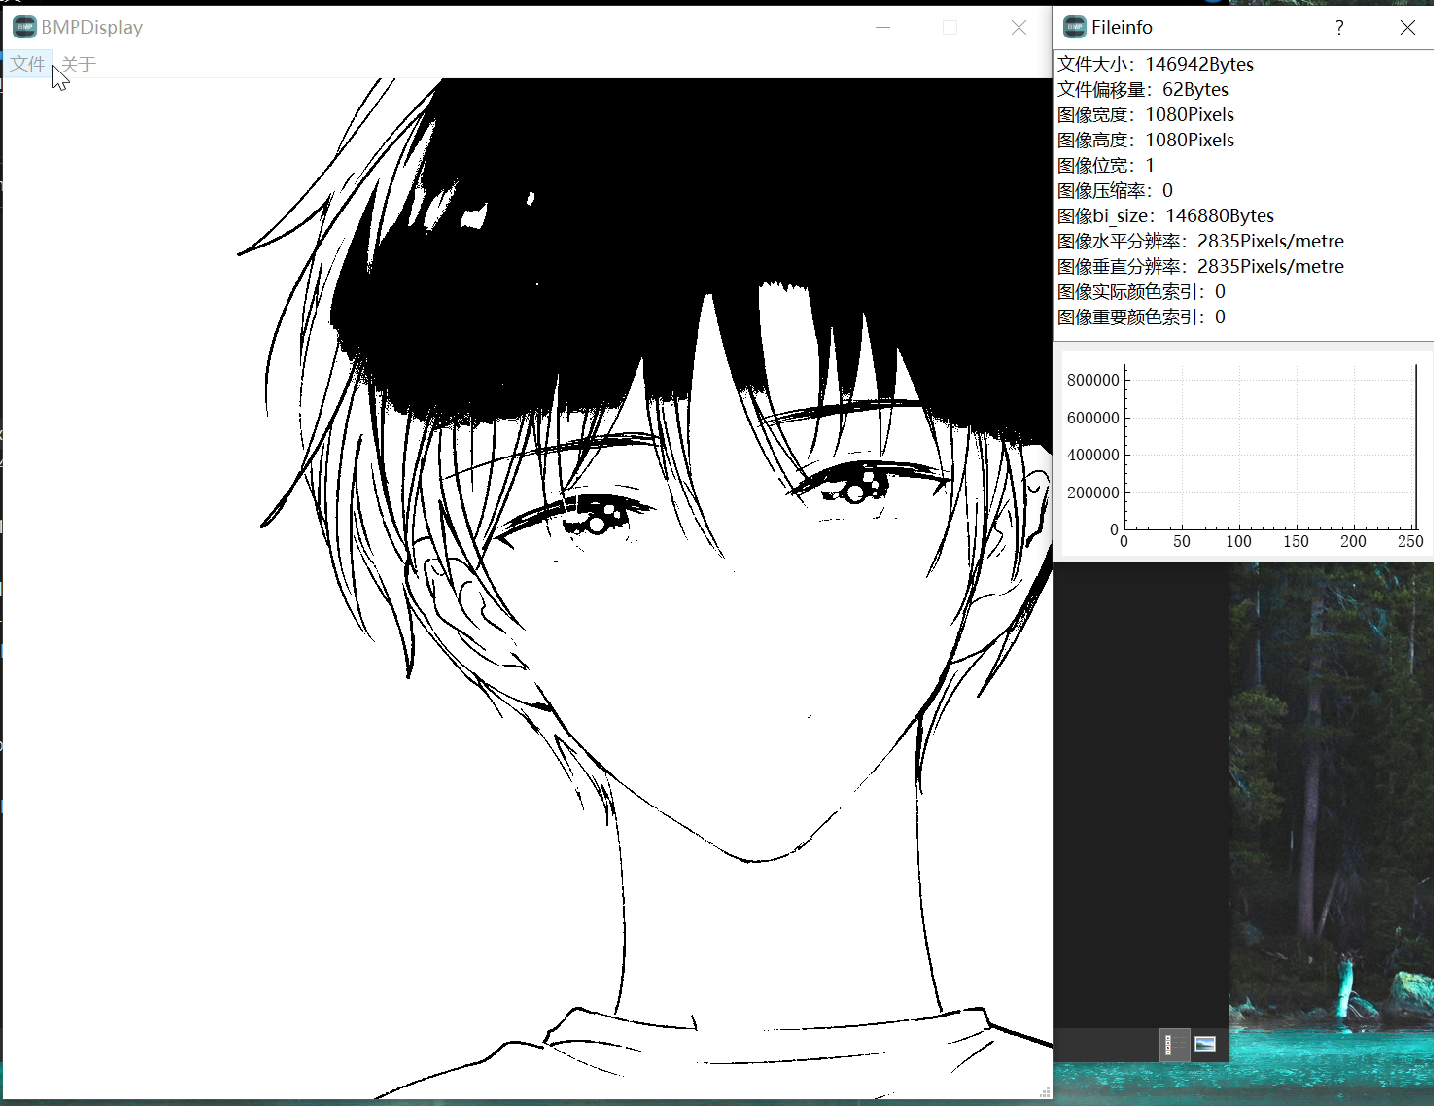 BMPDisplay
文件 关于
BMP Fileinfo
文件大小：146942Bytes
文件偏移量：62Bytes
图像宽度：1080Pixels
图像高度：1080Pixels
图像位宽：1
图像压缩率：0
图像bi_size：146880Bytes
图像水平分辨率：2835Pixels/metre
图像垂直分辨率：2835Pixels/metre
图像实际颜色索引：0
图像重要颜色索引：0
800000
600000
400000
200000
0
0 50 100 150 200 250